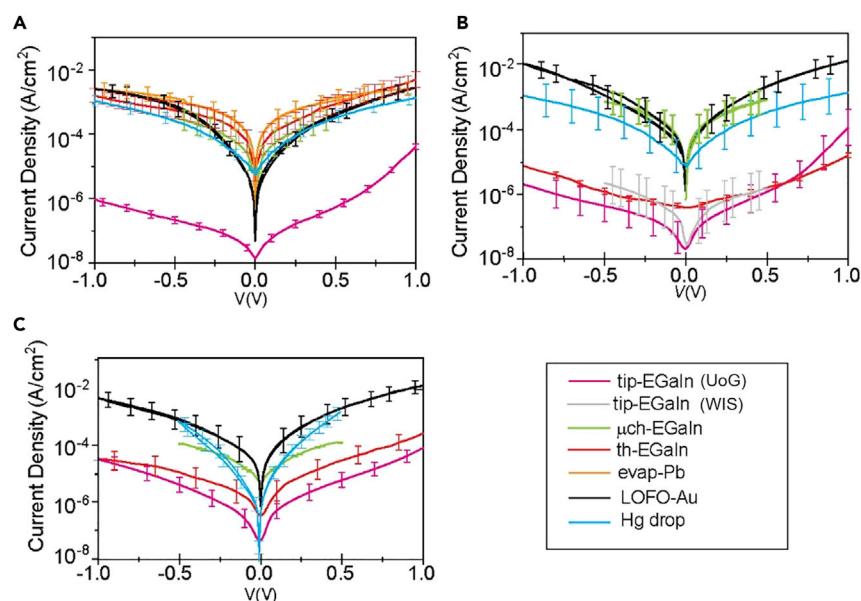 A
Current Density (A/cm²)
10⁻²
10⁻⁴
10⁻⁶
10⁻⁸
-1.0 -0.5 0.0 0.5 1.0
V(V)
B
Current Density (A/cm²)
10⁻²
10⁻⁴
10⁻⁶
10⁻⁸
-1.0 -0.5 0.0 0.5 1.0
V(V)
C
Current Density (A/cm²)
10⁻²
10⁻⁴
10⁻⁶
10⁻⁸
-1.0 -0.5 0.0 0.5 1.0
V(V)
tip-EGaIn (UoG)
tip-EGaIn (WIS)
μch-EGaIn
th-EGaIn
evap-Pb
LOFO-Au
Hg drop